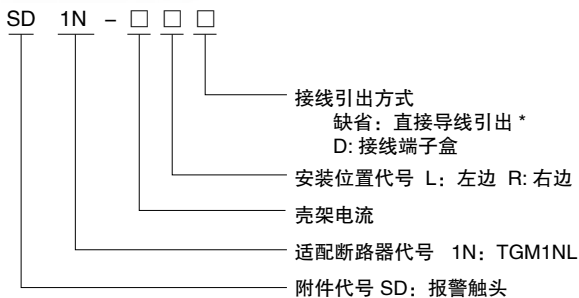 SD 1N - □ □ □
接线引出方式
缺省：直接导线引出 *
D: 接线端子盒
安装位置代号 L：左边 R: 右边
壳架电流
适配断路器代号 1N：TGM1NL
附件代号 SD：报警触头